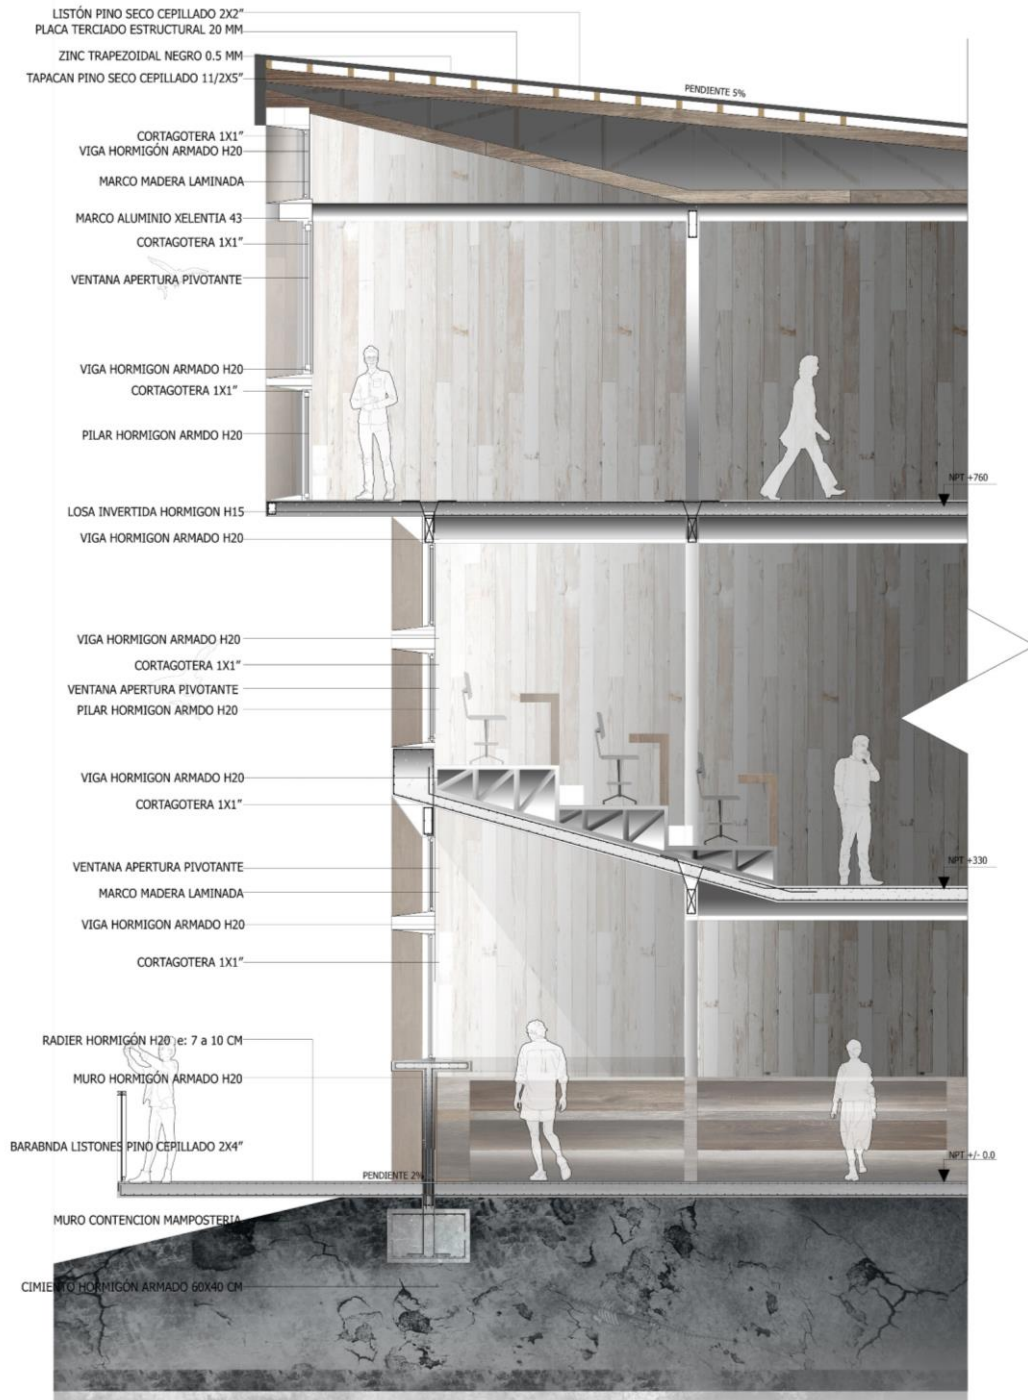 LISTÓN PINO SECO CEPILLADO 2X2"
PLACA TERCIADO ESTRUCTURAL 20 MM
ZINC TRAPEZOIDAL NEGRO 0.5 MM
TAPACAN PINO SECO CEPILLADO 11/2X5"
PENDIENTE 5%
CORTAGOTERA 1X1"
VIGA HORMIGÓN ARMADO H20
MARCO MADERA LAMINADA
MARCO ALUMINIO XELENTIA 43
CORTAGOTERA 1X1"
VENTANA APERTURA PIVOTANTE
VIGA HORMIGON ARMADO H20
CORTAGOTERA 1X1"
PILAR HORMIGON ARMDO H20
NPT +760
LOSA INVERTIDA HORMIGON H15
VIGA HORMIGON ARMADO H20
VIGA HORMIGON ARMADO H20
CORTAGOTERA 1X1"
VENTANA APERTURA PIVOTANTE
PILAR HORMIGON ARMDO H20
VIGA HORMIGON ARMADO H20
CORTAGOTERA 1X1"
VENTANA APERTURA PIVOTANTE
NPT +330
MARCO MADERA LAMINADA
VIGA HORMIGON ARMADO H20
CORTAGOTERA 1X1"
RADIER HORMIGÓN H20 e: 7 a 10 CM
MURO HORMIGÓN ARMADO H20
BARABNDA LISTONES PINO CEPILLADO 2X4"
NPT +/- 0.0
PENDIENTE 2%
MURO CONTENCION MAMPOSTERIA
CIMIENTO HORMIGÓN ARMADO 60X40 CM